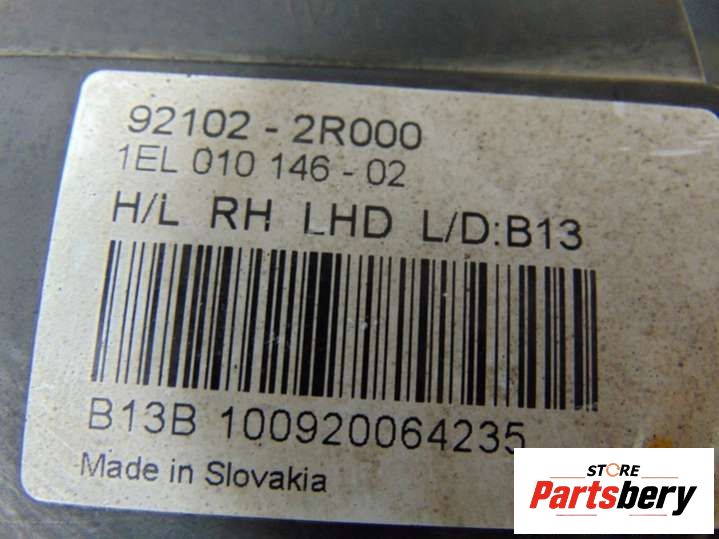 92102 - 2R000
1EL 010 146 - 02
H/L RH LHD L/D:B13
B13B 100920064235
Made in Slovakia
STORE
Partsbery